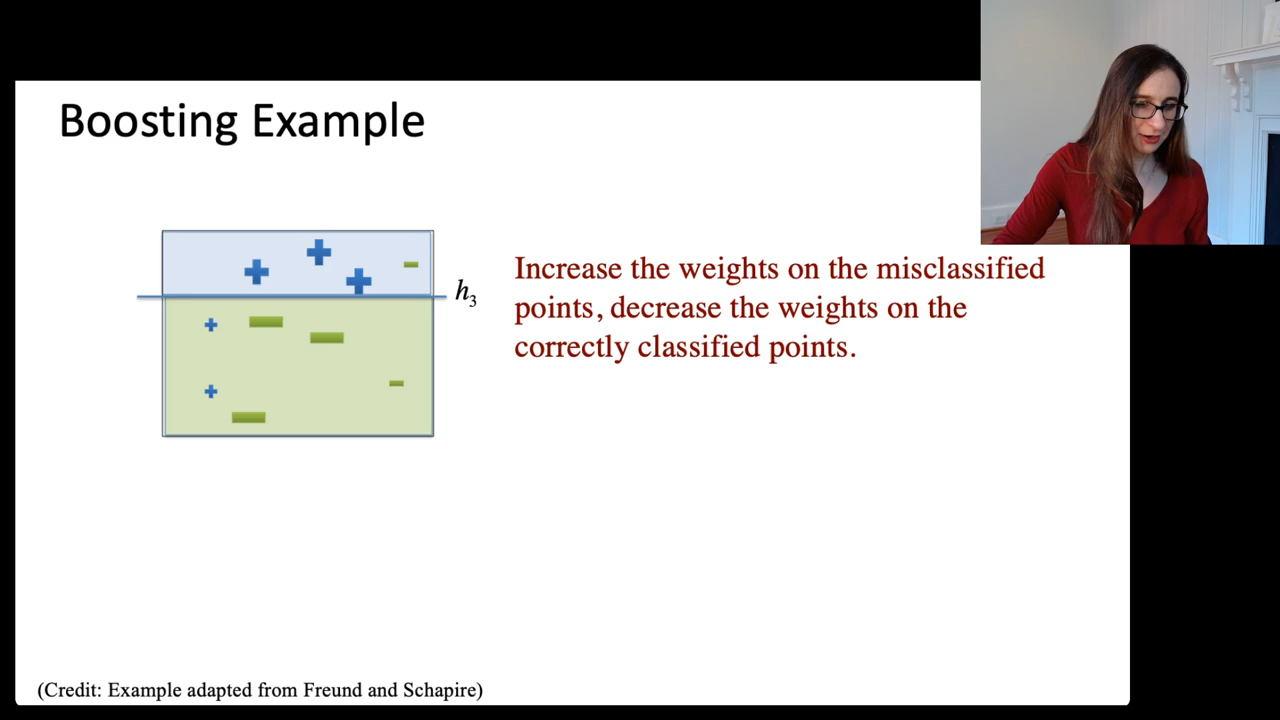 Boosting Example
h3
Increase the weights on the misclassified
points, decrease the weights on the
correctly classified points.
(Credit: Example adapted from Freund and Schapire)